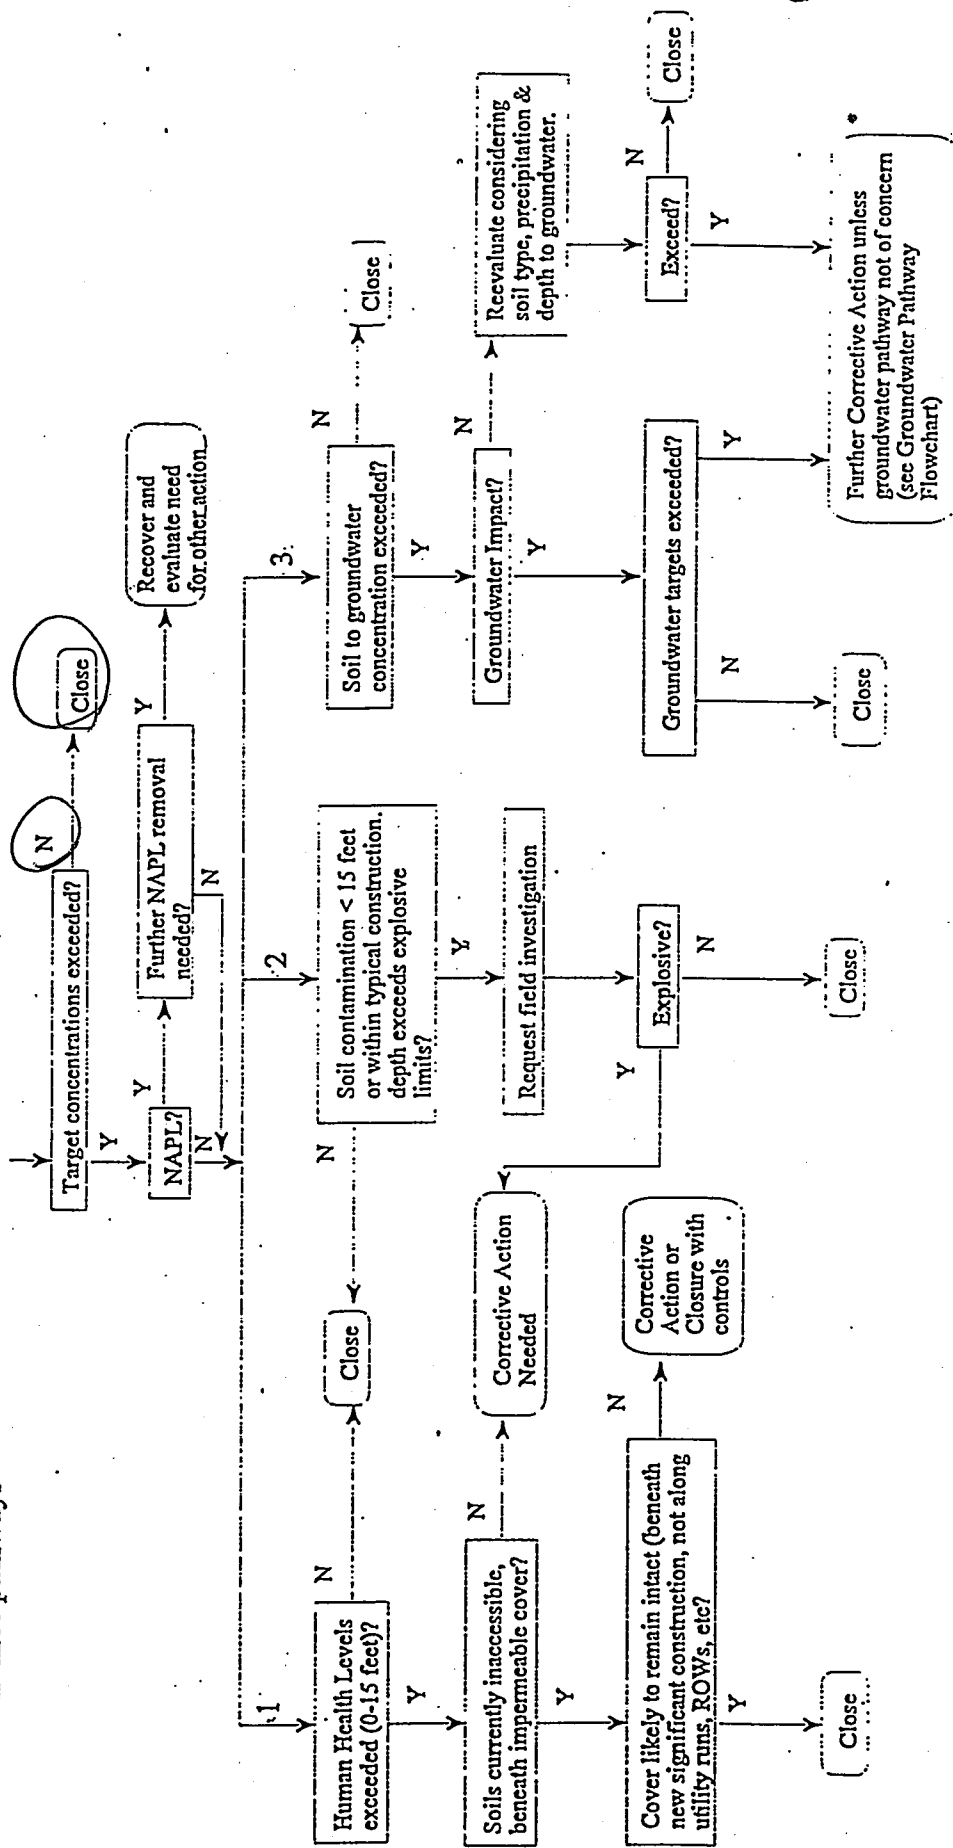 Target concentrations exceeded?
N
Close
Y
NAPL?
Y
Further NAPL removal
needed?
Y
Recover and
evaluate need
for other action
N
N
1
2
3
Human Health Levels
exceeded (0-15 feet)?
N
Close
Y
Soils currently inaccessible,
beneath impermeable cover?
N
Corrective Action
Needed
Y
Cover likely to remain intact (beneath
new significant construction, not along
utility runs, ROWs, etc?
N
Corrective
Action or
Closure with
controls
Y
Close
Soil contamination < 15 feet
or within typical construction
depth exceeds explosive
limits?
N
Y
Request field investigation
Explosive?
Y
N
Close
Soil to groundwater
concentration exceeded?
N
Close
Y
Groundwater Impact?
N
Reevaluate considering
soil type, precipitation &
depth to groundwater.
Y
Exceed?
N
Close
Y
Groundwater targets exceeded?
N
Close
Y
Further Corrective Action unless
groundwater pathway not of concern
(see Groundwater Pathway
Flowchart)
*